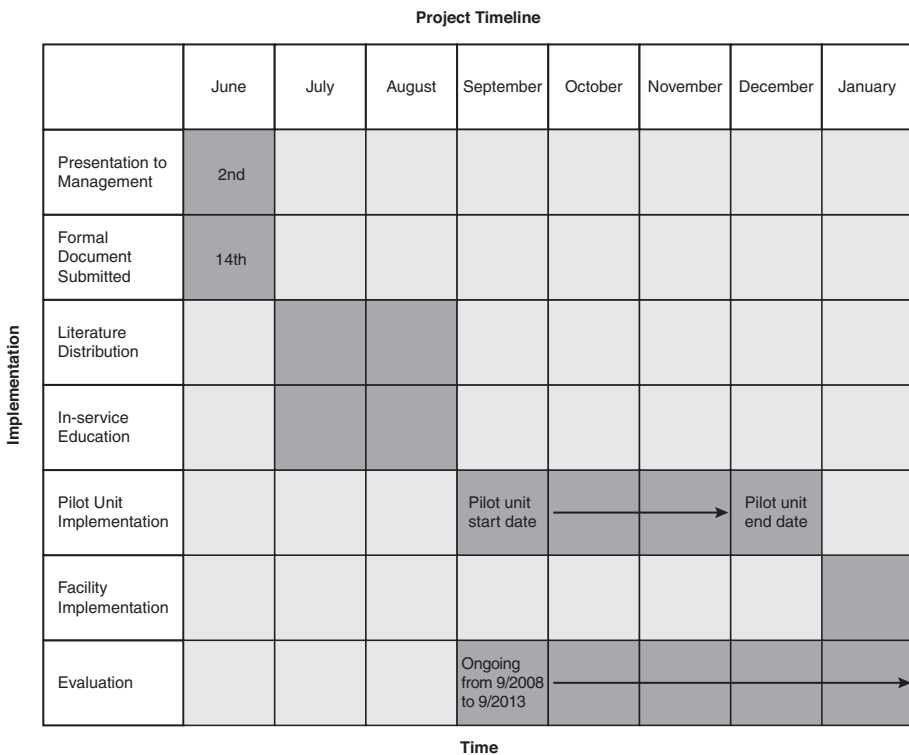 Project Timeline
June July August September October November December January
Presentation to
Management
2nd
Formal
Document
Submitted
14th
Literature
Distribution
In-service
Education
Pilot Unit
Implementation
Pilot unit
start date
Pilot unit
end date
Facility
Implementation
Evaluation
Ongoing
from 9/2008
to 9/2013
Implementation
Time